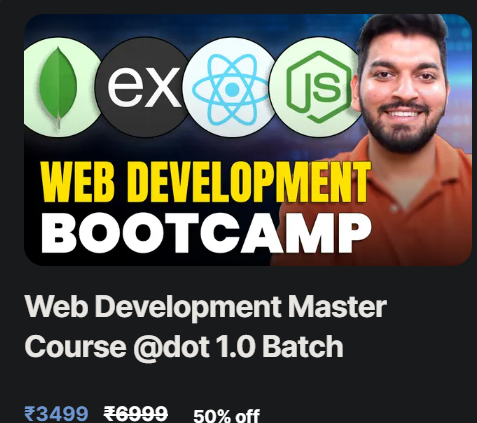 ex
JS
WEB DEVELOPMENT
BOOTCAMP
Web Development Master
Course @dot 1.0 Batch
₹3499 ₹6999 50% off